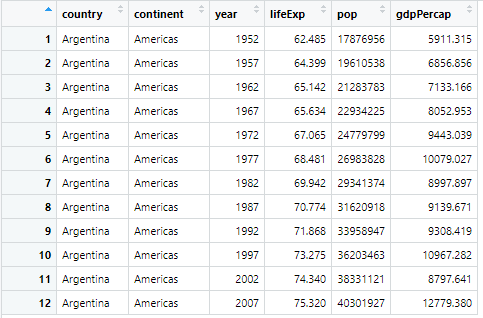 country continent year lifeExp pop gdpPercap
1 Argentina Americas 1952 62.485 17876956 5911.315
2 Argentina Americas 1957 64.399 19610538 6856.856
3 Argentina Americas 1962 65.142 21283783 7133.166
4 Argentina Americas 1967 65.634 22934225 8052.953
5 Argentina Americas 1972 67.065 24779799 9443.039
6 Argentina Americas 1977 68.481 26983828 10079.027
7 Argentina Americas 1982 69.942 29341374 8997.897
8 Argentina Americas 1987 70.774 31620918 9139.671
9 Argentina Americas 1992 71.868 33958947 9308.419
10 Argentina Americas 1997 73.275 36203463 10967.282
11 Argentina Americas 2002 74.340 38331121 8797.641
12 Argentina Americas 2007 75.320 40301927 12779.380